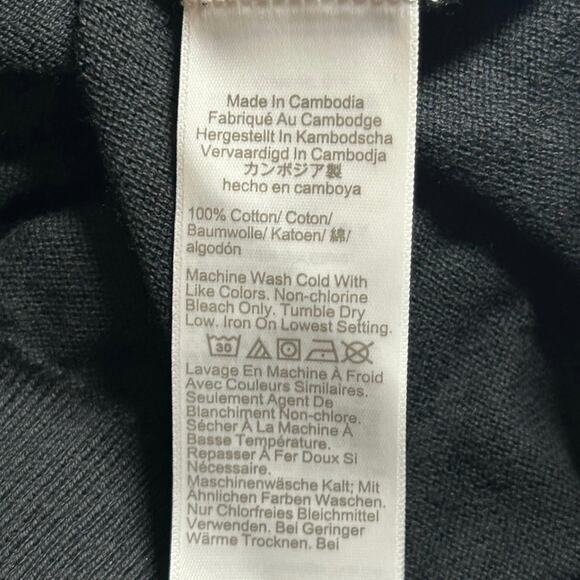 Made In Cambodia
Fabriqué Au Cambodge
Hergestellt In Kambodscha
Vervaardigd In Cambodja
カンボジア製
hecho en camboya
100% Cotton/ Coton/
Baumwolle/ Katoen/ 綿/
algodón
Machine Wash Cold With
Like Colors. Non-chlorine
Bleach Only. Tumble Dry
Low. Iron On Lowest Setting.
30
Lavage En Machine À Froid
Avec Couleurs Similaires.
Seulement Agent De
Blanchiment Non-chlore.
Sécher À La Machine À
Basse Température.
Repasser À Fer Doux Si
Nécessaire.
Maschinenwäsche Kalt; Mit
Ähnlichen Farben Waschen.
Nur Chlorfreies Bleichmittel
Verwenden. Bei Geringer
Wärme Trocknen. Bei